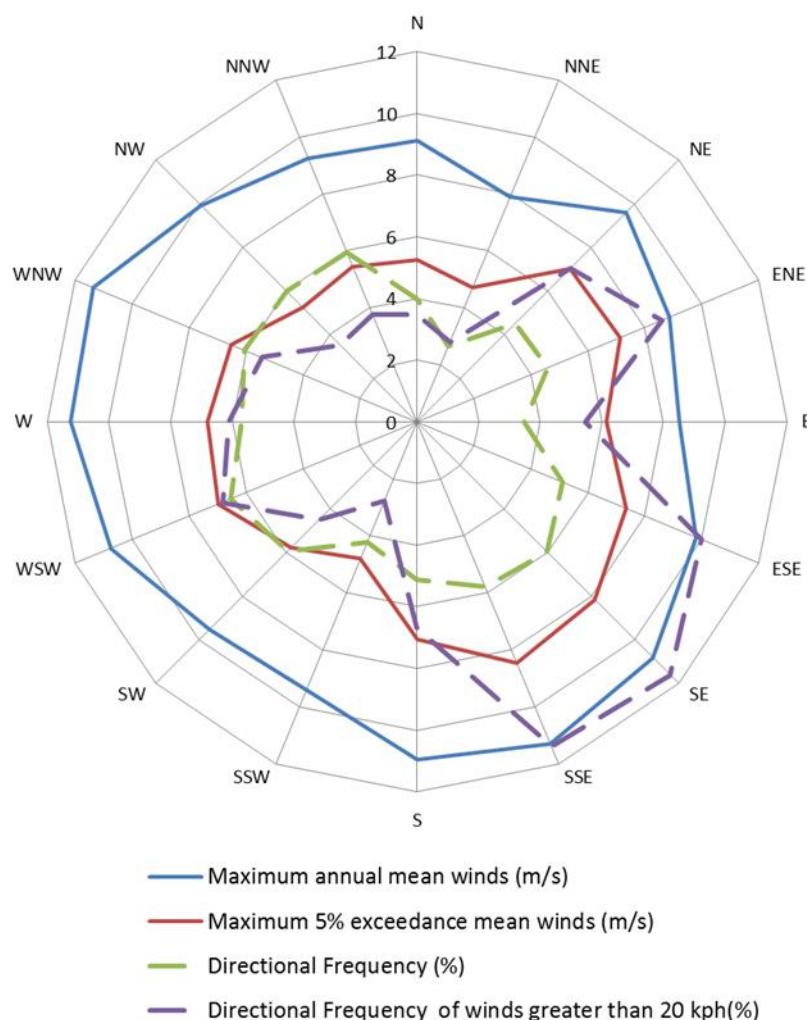 N
NNE
NE
ENE
E
ESE
SE
SSE
S
SSW
SW
WSW
W
WNW
NW
NNW
12
10
8
6
4
2
0
Maximum annual mean winds (m/s)
Maximum 5% exceedance mean winds (m/s)
Directional Frequency (%)
Directional Frequency of winds greater than 20 kph(%)